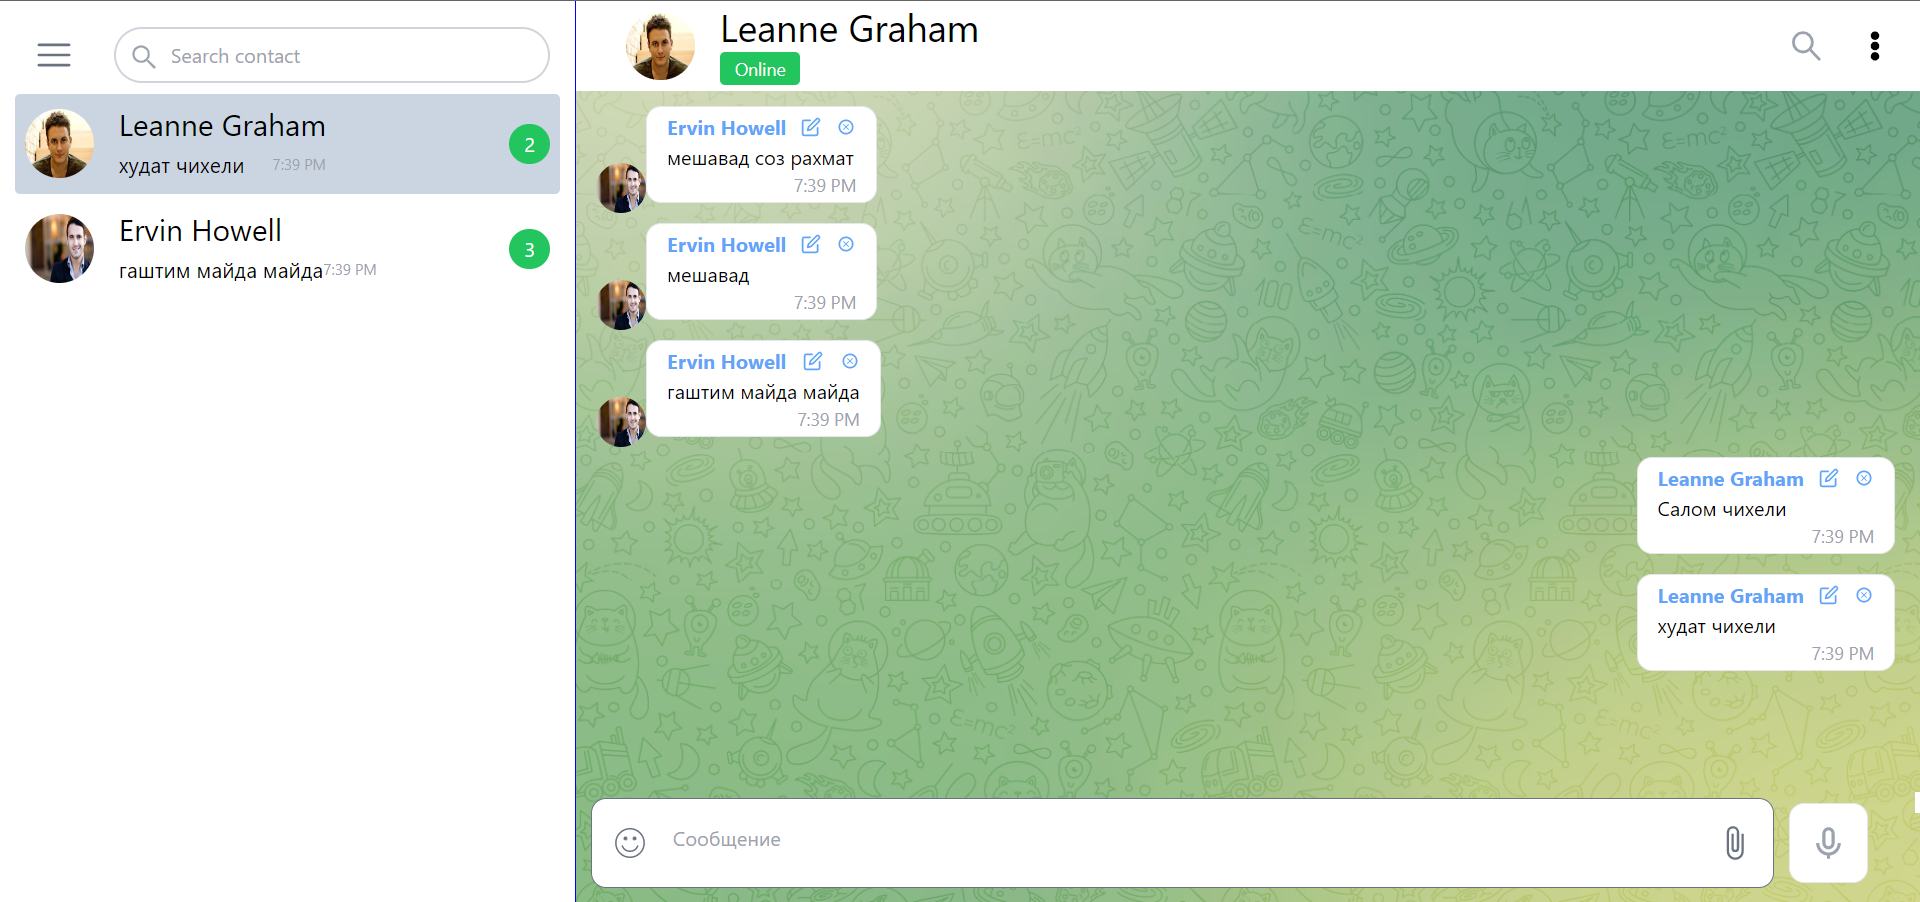 Search contact
Leanne Graham
худат чихели 7:39 PM
2
Ervin Howell
гаштим майда майда 7:39 PM
3
Leanne Graham
Online
Ervin Howell
мешавад соз рахмат
7:39 PM
Ervin Howell
мешавад
7:39 PM
Ervin Howell
гаштим майда майда
7:39 PM
Leanne Graham
Салом чихели
7:39 PM
Leanne Graham
худат чихели
7:39 PM
Сообщение